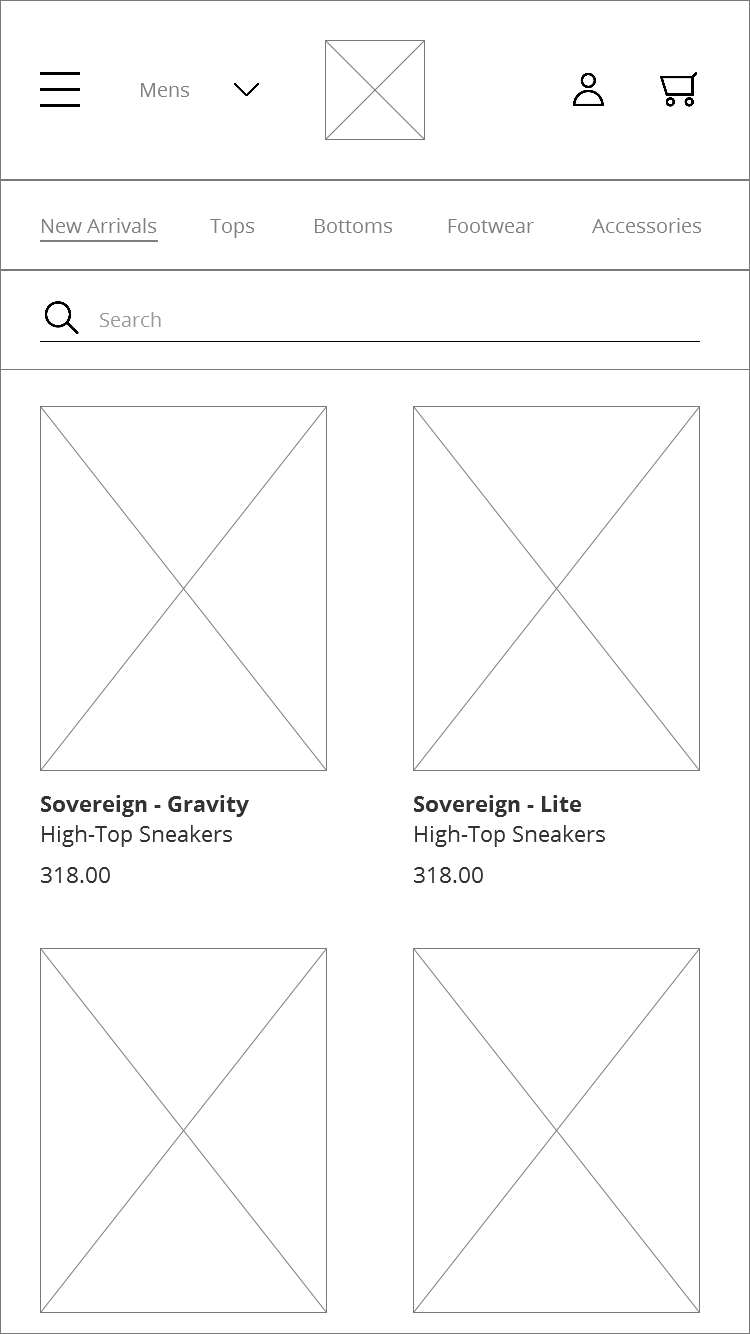 Mens
New Arrivals Tops Bottoms Footwear Accessories
Search
Sovereign - Gravity
High-Top Sneakers
318.00
Sovereign - Lite
High-Top Sneakers
318.00